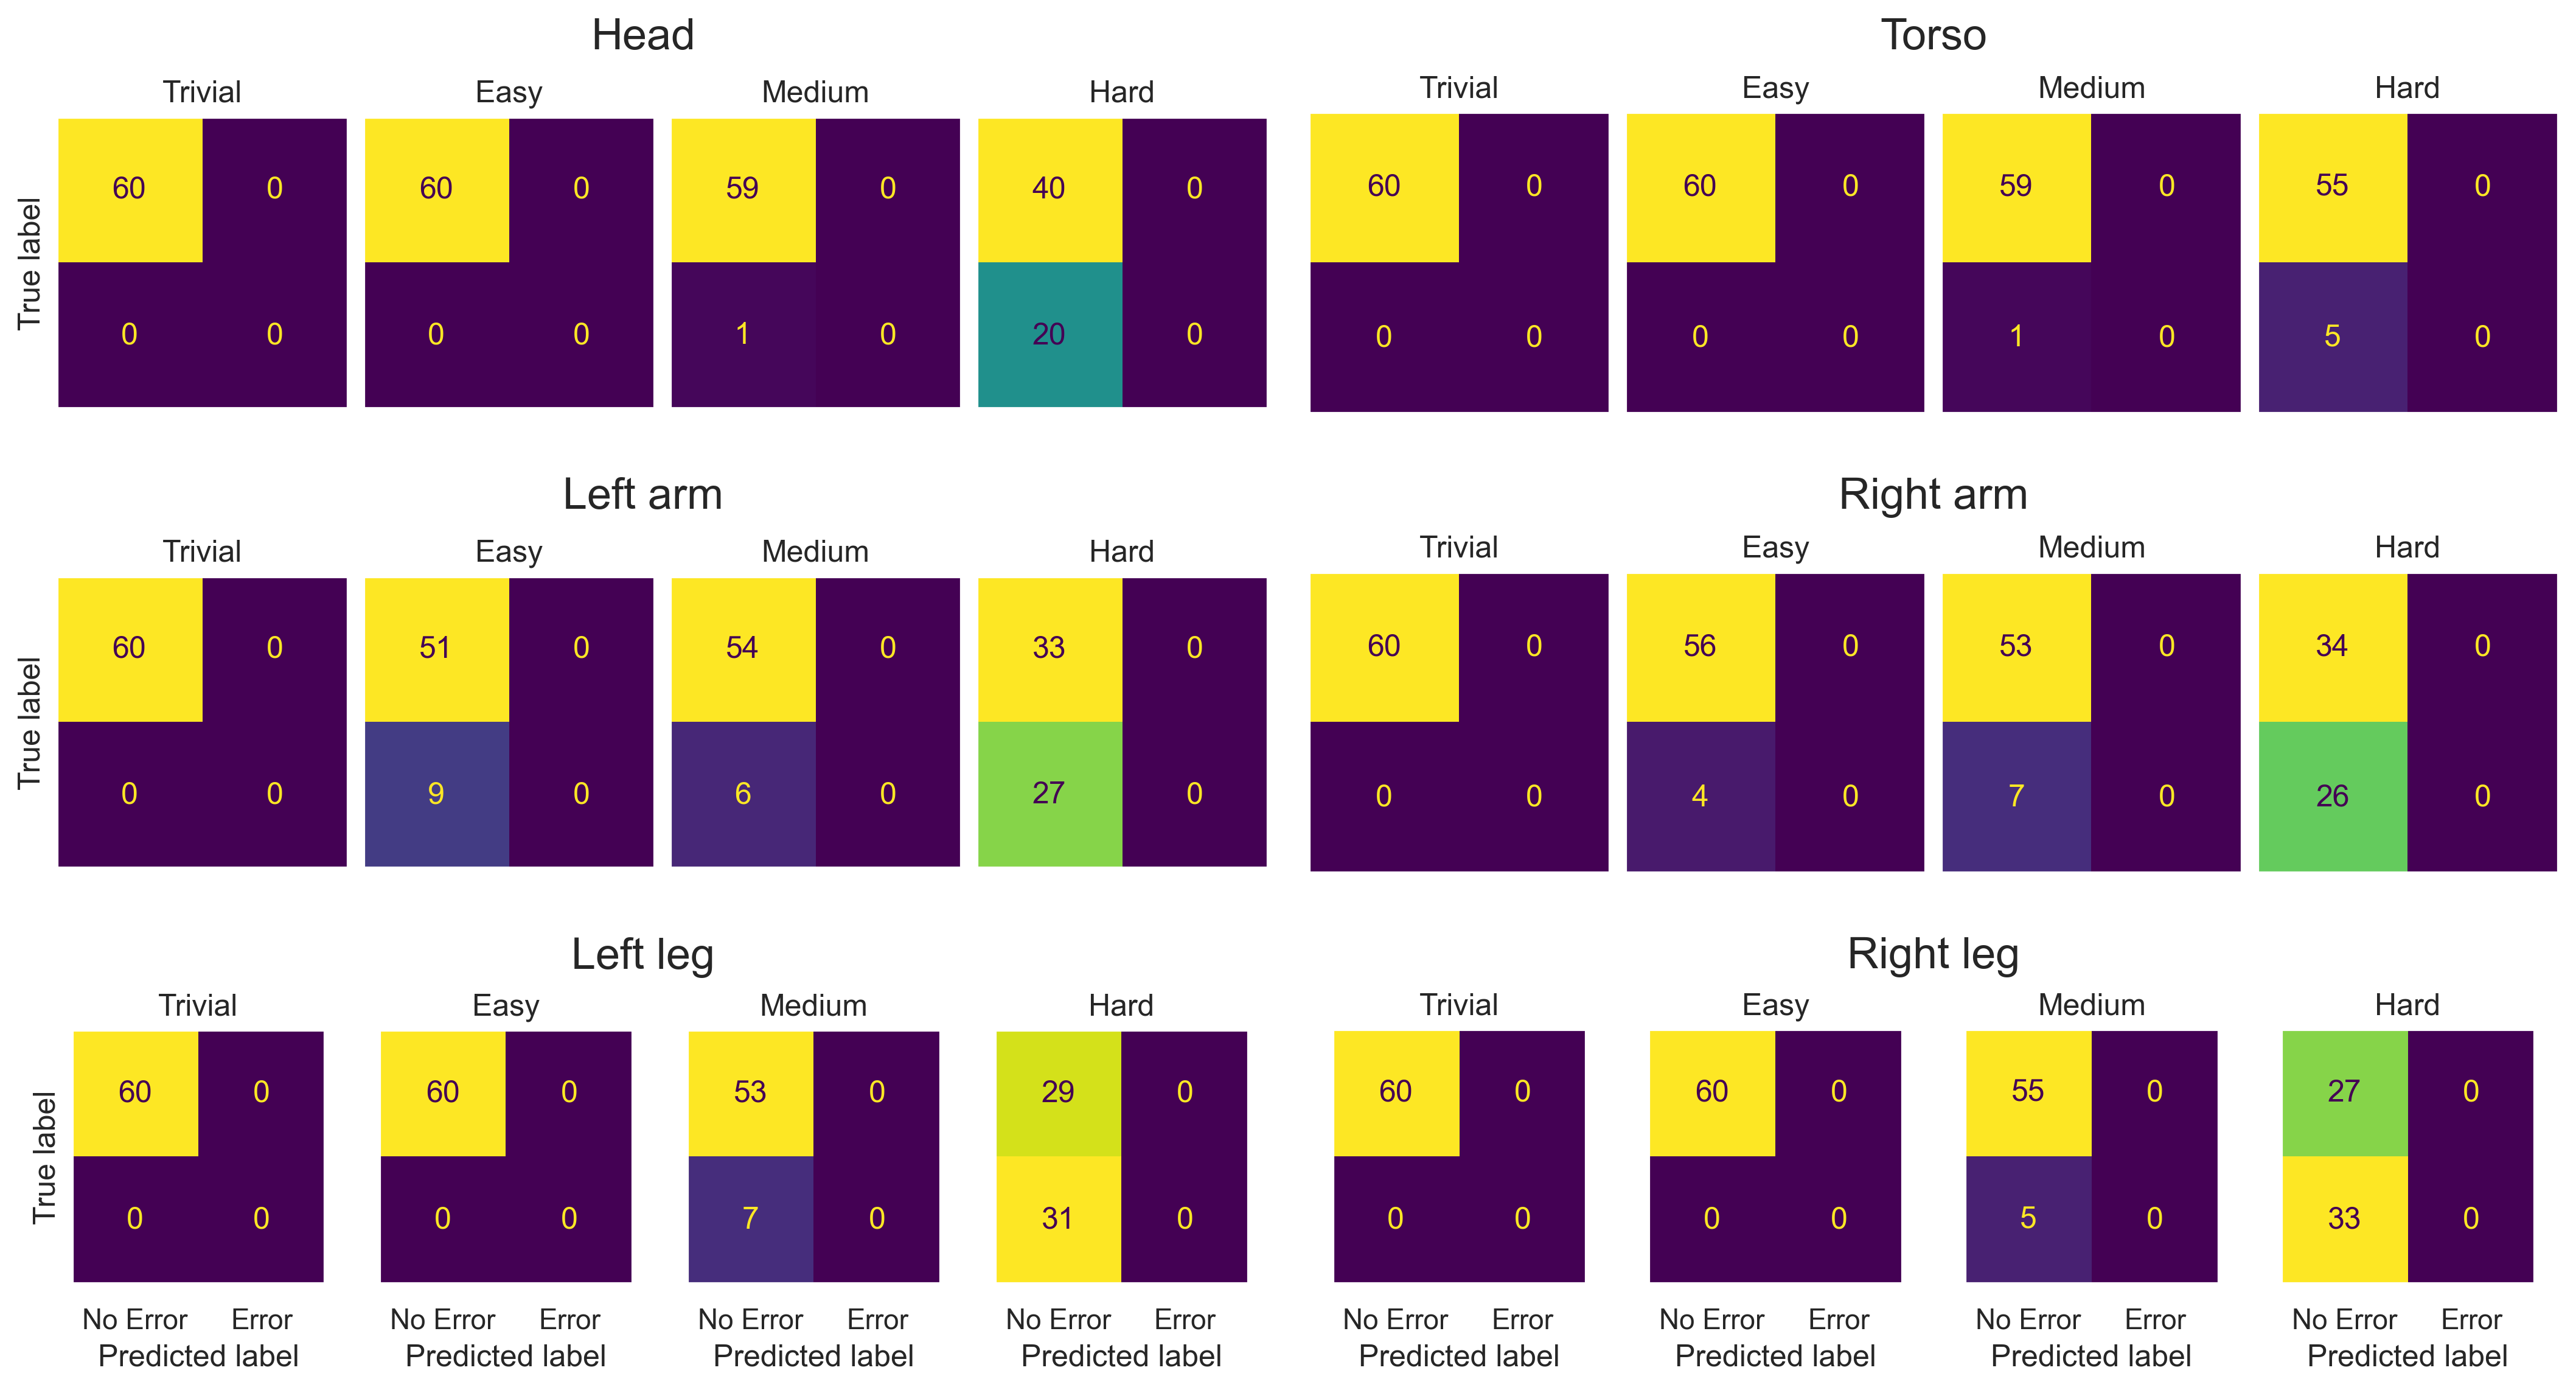 Head
Trivial Easy Medium Hard
True label
60 0 60 0 59 0 40 0
0 0 0 0 1 0 20 0
Torso
Trivial Easy Medium Hard
60 0 60 0 59 0 55 0
0 0 0 0 1 0 5 0
Left arm
Trivial Easy Medium Hard
True label
60 0 51 0 54 0 33 0
0 0 9 0 6 0 27 0
Right arm
Trivial Easy Medium Hard
60 0 56 0 53 0 34 0
0 0 4 0 7 0 26 0
Left leg
Trivial Easy Medium Hard
True label
60 0 60 0 53 0 29 0
0 0 0 0 7 0 31 0
No Error Error No Error Error No Error Error No Error Error
Predicted label Predicted label Predicted label Predicted label
Right leg
Trivial Easy Medium Hard
60 0 60 0 55 0 27 0
0 0 0 0 5 0 33 0
No Error Error No Error Error No Error Error No Error Error
Predicted label Predicted label Predicted label Predicted label